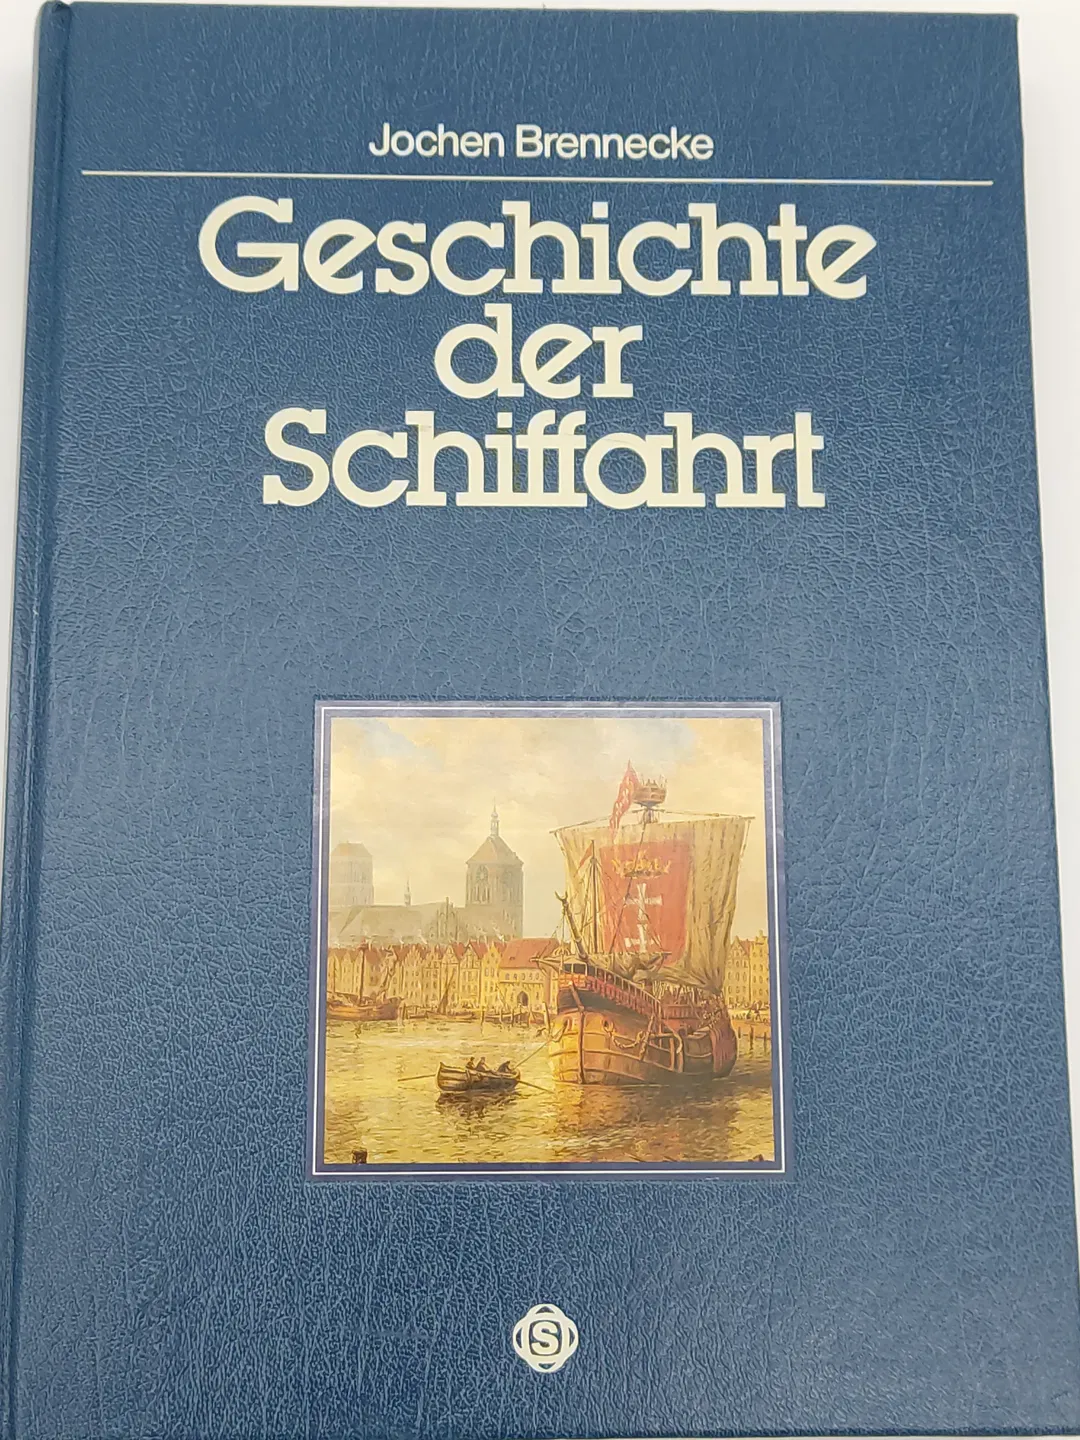 Jochen Brennecke
Geschichte
der
Schiffahrt
S